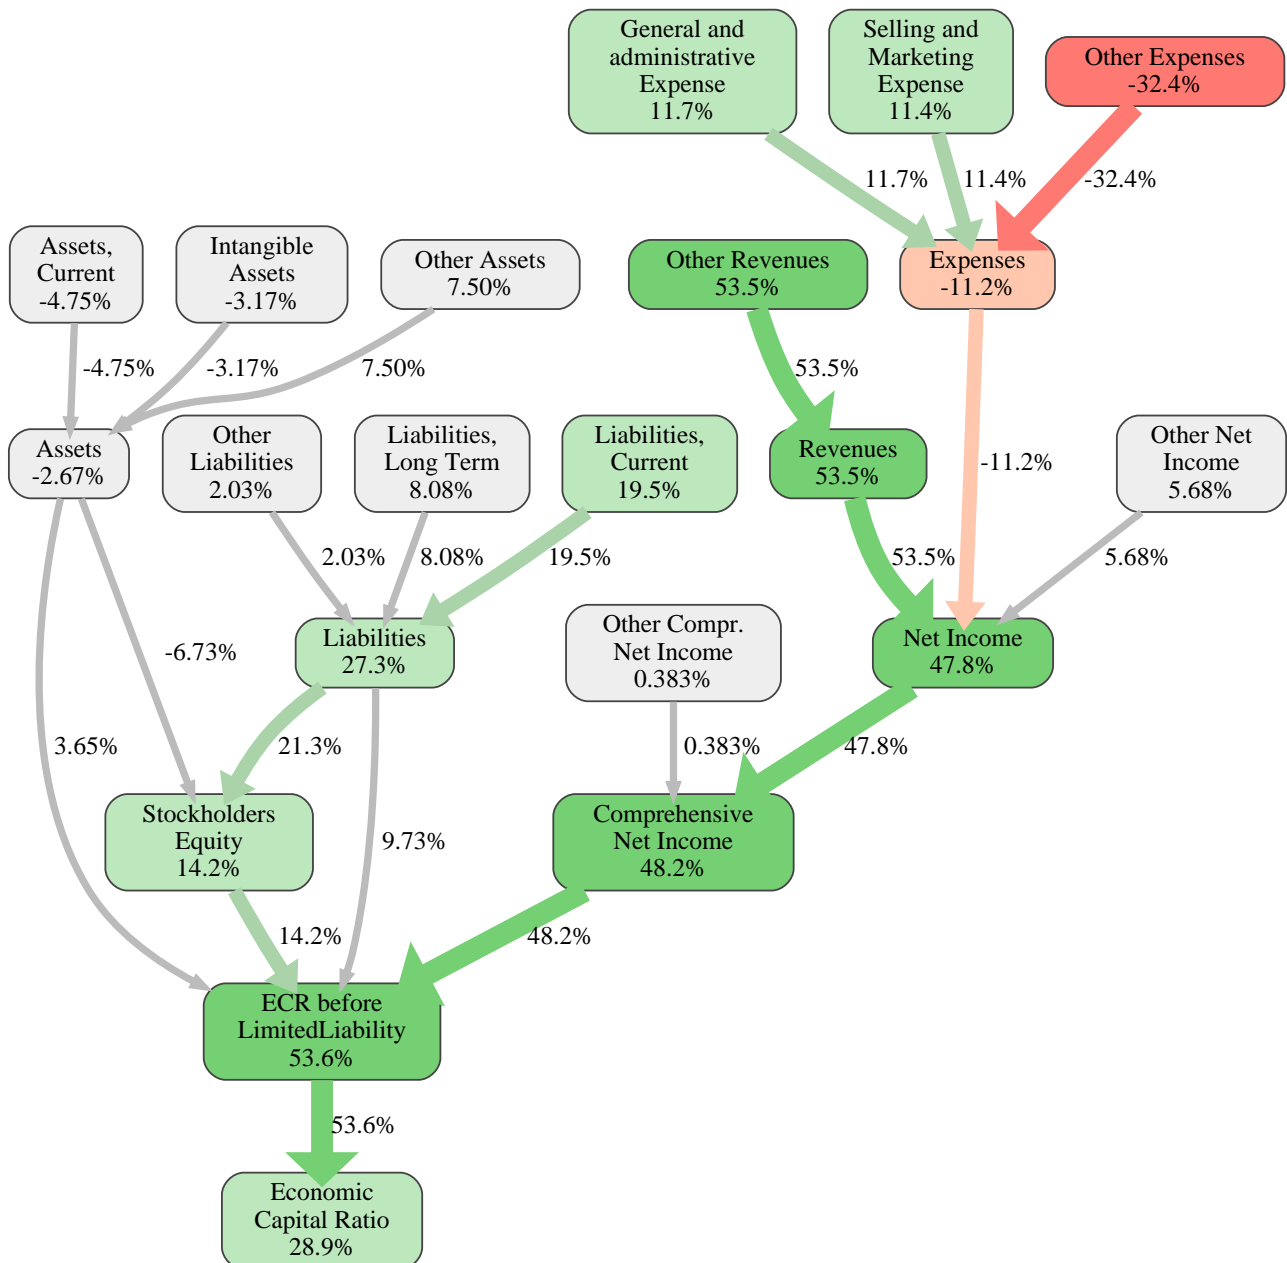 General and
administrative
Expense
11.7%
Selling and
Marketing
Expense
11.4%
Other Expenses
-32.4%
11.7%
11.4%
-32.4%
Assets,
Current
-4.75%
Intangible
Assets
-3.17%
Other Assets
7.50%
Other Revenues
53.5%
Expenses
-11.2%
-4.75%
-3.17%
7.50%
53.5%
-11.2%
Assets
-2.67%
Other
Liabilities
2.03%
Liabilities,
Long Term
8.08%
Liabilities,
Current
19.5%
Revenues
53.5%
Other Net
Income
5.68%
2.03%
8.08%
19.5%
53.5%
5.68%
Liabilities
27.3%
Other Compr.
Net Income
0.383%
Net Income
47.8%
-6.73%
3.65%
21.3%
0.383%
47.8%
Stockholders
Equity
14.2%
9.73%
Comprehensive
Net Income
48.2%
14.2%
48.2%
ECR before
LimitedLiability
53.6%
53.6%
Economic
Capital Ratio
28.9%